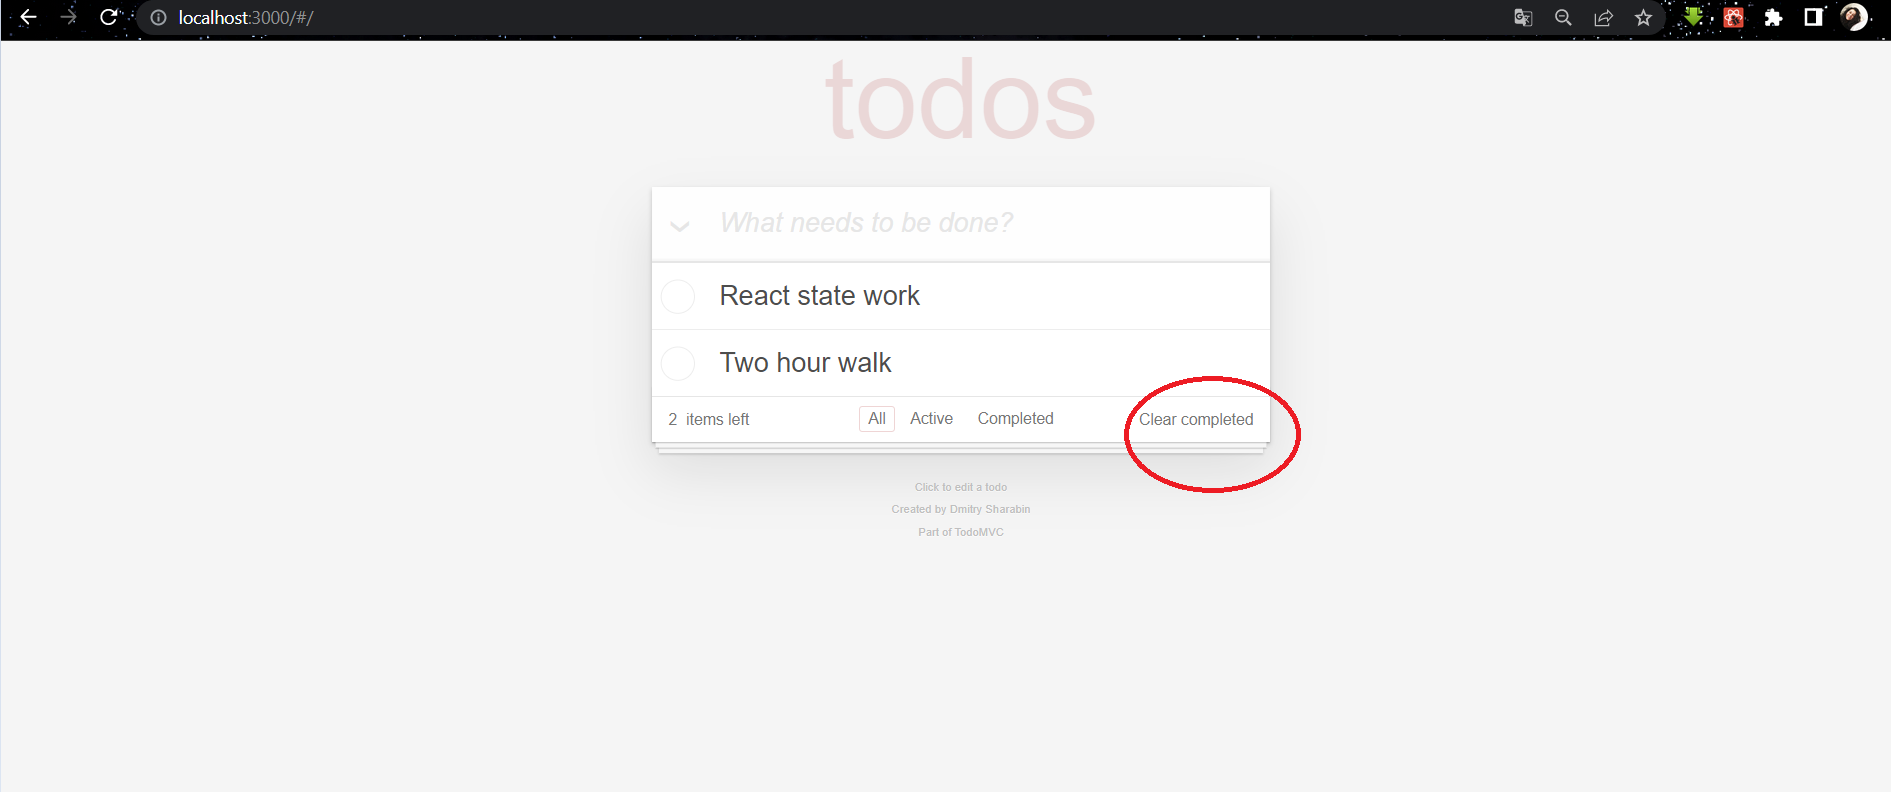 localhost:3000/#/
todos
What needs to be done?
React state work
Two hour walk
2 items left All Active Completed Clear completed
Click to edit a todo
Created by Dmitry Sharabin
Part of TodoMVC